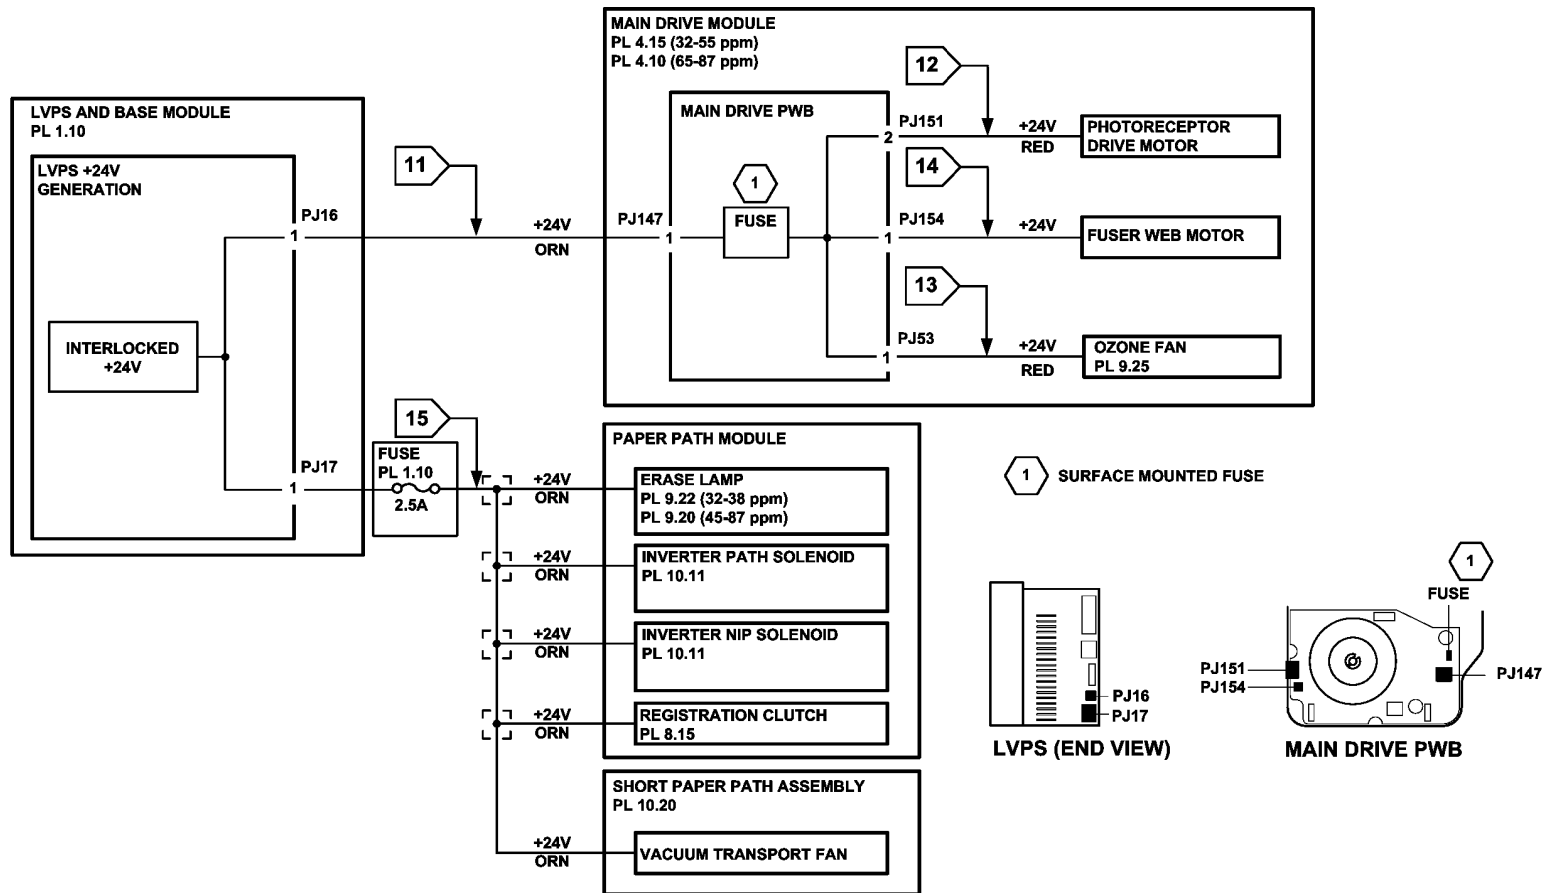 MAIN DRIVE MODULE
PL 4.15 (32-55 ppm)
PL 4.10 (65-87 ppm)
12
LVPS AND BASE MODULE
PL 1.10
MAIN DRIVE PWB
PJ151
2
+24V
RED
PHOTORECEPTOR
DRIVE MOTOR
LVPS +24V
GENERATION
11
14
1
PJ16
1
+24V
ORN
PJ147
1
FUSE
PJ154
1
+24V
FUSER WEB MOTOR
13
INTERLOCKED
+24V
PJ53
1
+24V
RED
OZONE FAN
PL 9.25
15
PAPER PATH MODULE
PJ17
1
FUSE
PL 1.10
2.5A
+24V
ORN
ERASE LAMP
PL 9.22 (32-38 ppm)
PL 9.20 (45-87 ppm)
1
SURFACE MOUNTED FUSE
+24V
ORN
INVERTER PATH SOLENOID
PL 10.11
+24V
ORN
INVERTER NIP SOLENOID
PL 10.11
+24V
ORN
REGISTRATION CLUTCH
PL 8.15
PJ16
PJ17
LVPS (END VIEW)
1
FUSE
PJ151
PJ154
PJ147
MAIN DRIVE PWB
SHORT PAPER PATH ASSEMBLY
PL 10.20
+24V
ORN
VACUUM TRANSPORT FAN